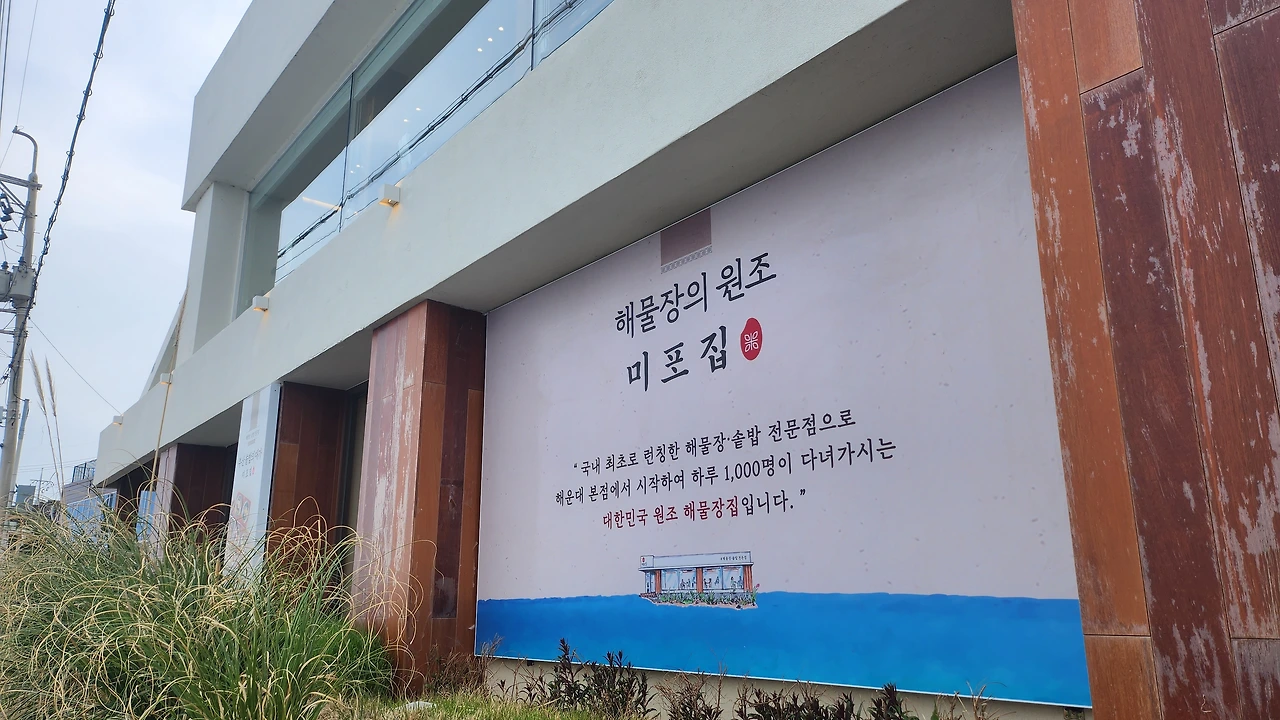 해물장의 원조
미포집
“ 국내 최초로 런칭한 해물장·솥밥 전문점으로
해운대 본점에서 시작하여 하루 1,000명이 다녀가시는
대한민국 원조 해물장집입니다. ”